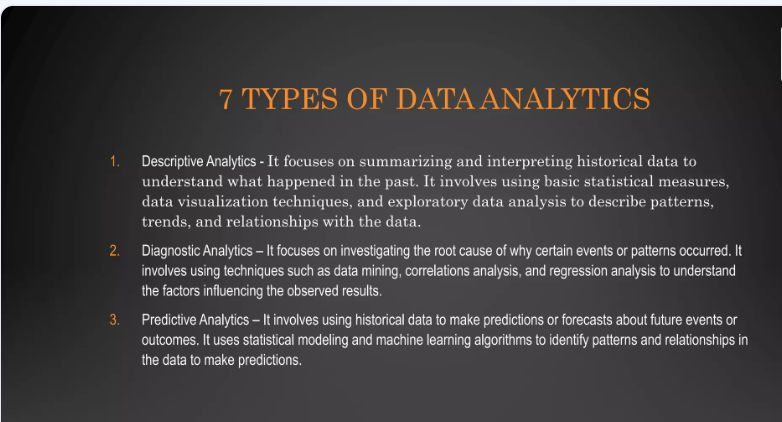 7 TYPES OF DATA ANALYTICS
1. Descriptive Analytics - It focuses on summarizing and interpreting historical data to
understand what happened in the past. It involves using basic statistical measures,
data visualization techniques, and exploratory data analysis to describe patterns,
trends, and relationships with the data.
2. Diagnostic Analytics – It focuses on investigating the root cause of why certain events or patterns occurred. It
involves using techniques such as data mining, correlations analysis, and regression analysis to understand
the factors influencing the observed results.
3. Predictive Analytics – It involves using historical data to make predictions or forecasts about future events or
outcomes. It uses statistical modeling and machine learning algorithms to identify patterns and relationships in
the data to make predictions.